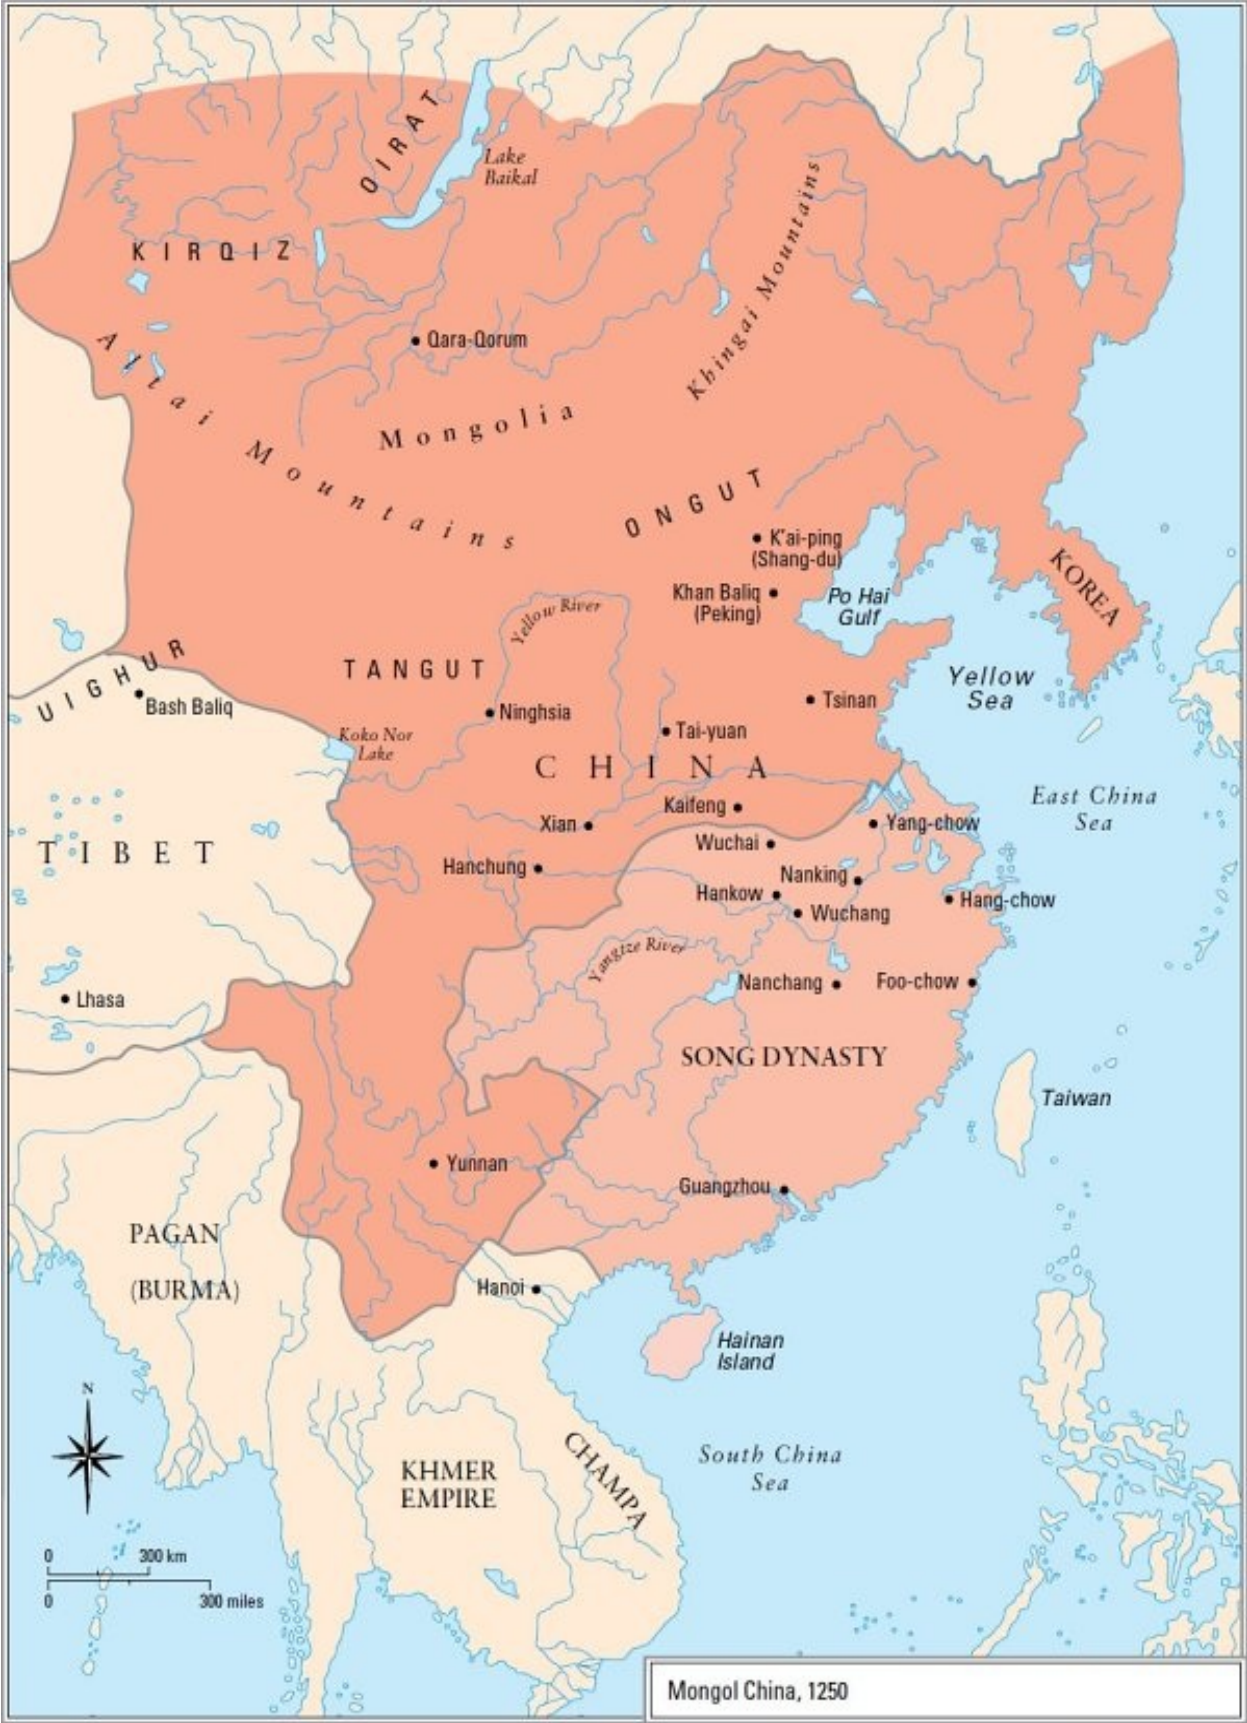 OIRAT
Lake
Baikal
KIRQIZ
Khingai Mountains
Qara-Qorum
Altai Mountains
Mongolia
ONGUT
K'ai-ping
(Shang-du)
KOREA
Khan Baliq
(Peking)
Po Hai
Gulf
Yellow River
UIGHUR
TANGUT
Yellow
Sea
Bash Baliq
Ninghsia
Tsinan
Koko Nor
Lake
Tai-yuan
CHINA
East China
Sea
Kaifeng
Xian
Yang-chow
Wuchai
TIBET
Hanchung
Nanking
Hankow
Hang-chow
Wuchang
Yangtze River
Lhasa
Nanchang
Foo-chow
SONG DYNASTY
Taiwan
Yunnan
Guangzhou
PAGAN
(BURMA)
Hanoi
Hainan
Island
N
CHAMPA
South China
Sea
KHMER
EMPIRE
0 300 km
0 300 miles
Mongol China, 1250